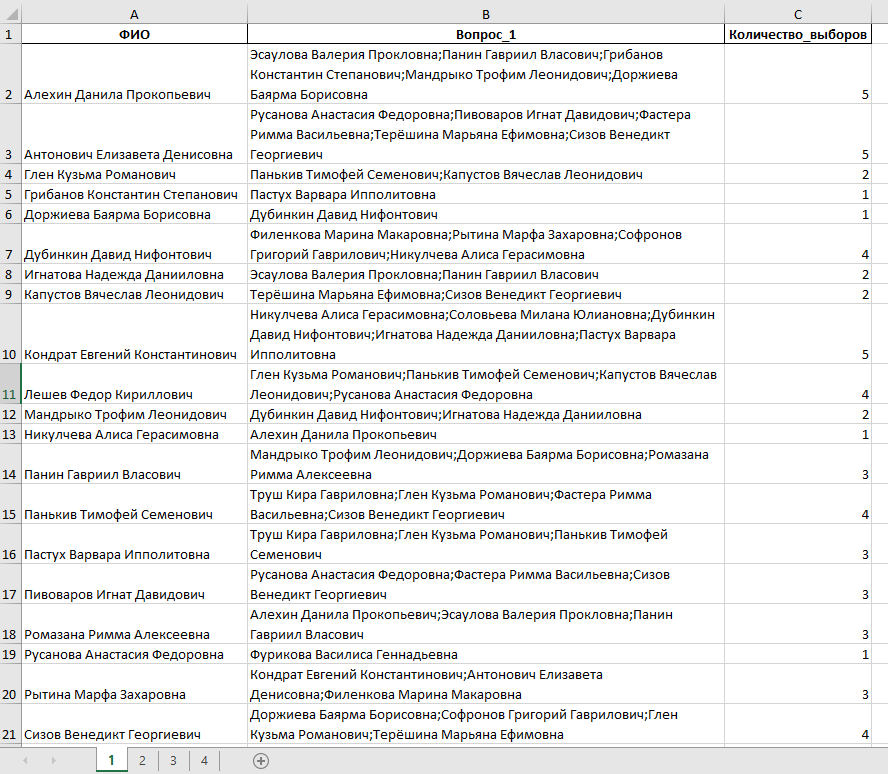 A B C
1 ФИО Вопрос_1 Количество_выборов
Эсаулова Валерия Прокловна;Панин Гавриил Власович;Грибанов
Константин Степанович;Мандрыко Трофим Леонидович;Доржиева
2 Алехин Данила Прокопьевич Баярма Борисовна 5
Русанова Анастасия Федоровна;Пивоваров Игнат Давидович;Фастера
Римма Васильевна;Терёшина Марьяна Ефимовна;Сизов Венедикт
3 Антонович Елизавета Денисовна Георгиевич 5
4 Глен Кузьма Романович Панькив Тимофей Семенович;Капустов Вячеслав Леонидович 2
5 Грибанов Константин Степанович Пастух Варвара Ипполитовна 1
6 Доржиева Баярма Борисовна Дубинкин Давид Нифонтович 1
Филенкова Марина Макаровна;Рытина Марфа Захаровна;Софронов
7 Дубинкин Давид Нифонтович Григорий Гаврилович;Никулчева Алиса Герасимовна 4
8 Игнатова Надежда Данииловна Эсаулова Валерия Прокловна;Панин Гавриил Власович 2
9 Капустов Вячеслав Леонидович Терёшина Марьяна Ефимовна;Сизов Венедикт Георгиевич 2
Никулчева Алиса Герасимовна;Соловьева Милана Юлиановна;Дубинкин
Давид Нифонтович;Игнатова Надежда Данииловна;Пастух Варвара
10 Кондрат Евгений Константинович Ипполитовна 5
Глен Кузьма Романович;Панькив Тимофей Семенович;Капустов Вячеслав
11 Лешев Федор Кириллович Леонидович;Русанова Анастасия Федоровна 4
12 Мандрыко Трофим Леонидович Дубинкин Давид Нифонтович;Игнатова Надежда Данииловна 2
13 Никулчева Алиса Герасимовна Алехин Данила Прокопьевич 1
Мандрыко Трофим Леонидович;Доржиева Баярма Борисовна;Ромазана
14 Панин Гавриил Власович Римма Алексеевна 3
Труш Кира Гавриловна;Глен Кузьма Романович;Фастера Римма
15 Панькив Тимофей Семенович Васильевна;Сизов Венедикт Георгиевич 4
Труш Кира Гавриловна;Глен Кузьма Романович;Панькив Тимофей
16 Пастух Варвара Ипполитовна Семенович 3
Русанова Анастасия Федоровна;Фастера Римма Васильевна;Сизов
17 Пивоваров Игнат Давидович Венедикт Георгиевич 3
Алехин Данила Прокопьевич;Эсаулова Валерия Прокловна;Панин
18 Ромазана Римма Алексеевна Гавриил Власович 3
19 Русанова Анастасия Федоровна Фурикова Василиса Геннадьевна 1
Кондрат Евгений Константинович;Антонович Елизавета
20 Рытина Марфа Захаровна Денисовна;Филенкова Марина Макаровна 3
Доржиева Баярма Борисовна;Софронов Григорий Гаврилович;Глен
21 Сизов Венедикт Георгиевич Кузьма Романович;Терёшина Марьяна Ефимовна 4
1 2 3 4